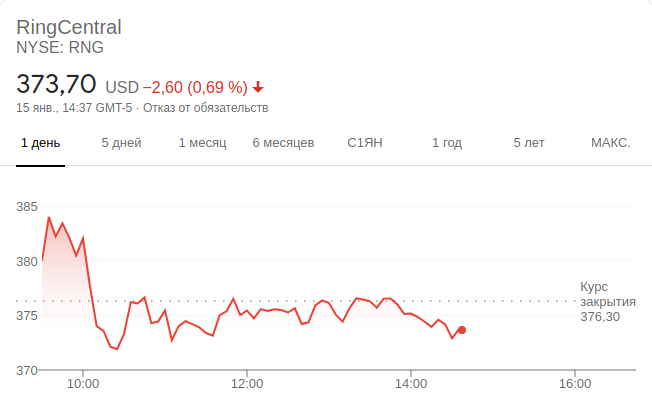 RingCentral
NYSE: RNG
373,70 USD −2,60 (0,69 %)
15 янв., 14:37 GMT-5 · Отказ от обязательств
1 день 5 дней 1 месяц 6 месяцев С1ЯН 1 год 5 лет МАКС.
385
380
Курс
закрытия
376,30
375
370
10:00 12:00 14:00 16:00